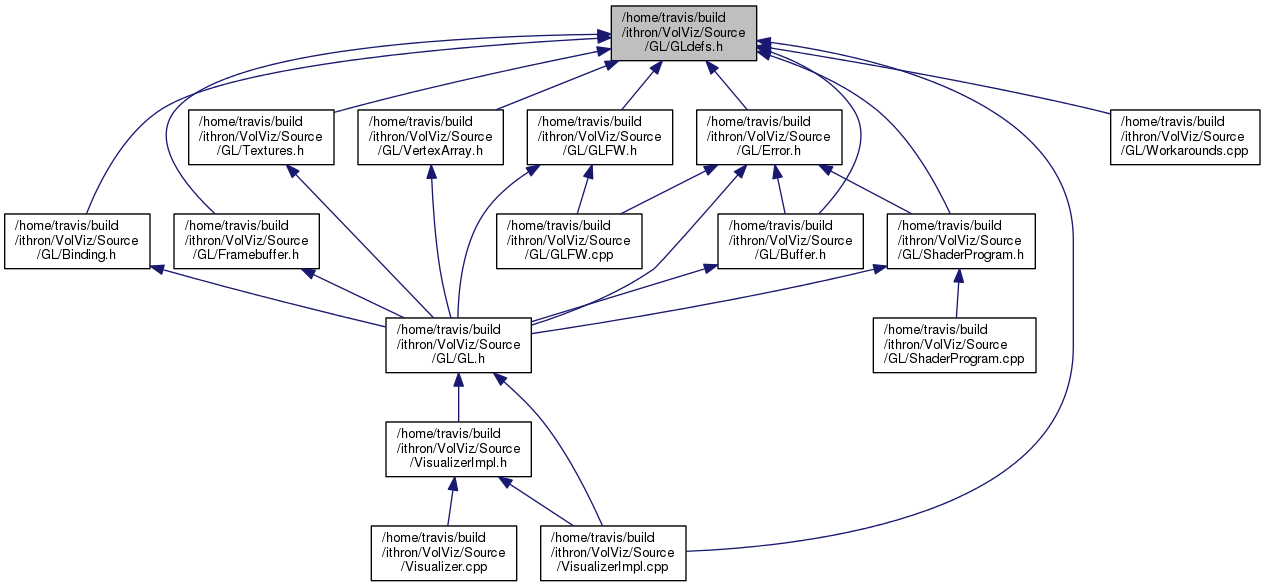 /home/travis/build
/ithron/VolViz/Source
/GL/GLdefs.h
/home/travis/build
/ithron/VolViz/Source
/GL/Textures.h
/home/travis/build
/ithron/VolViz/Source
/GL/VertexArray.h
/home/travis/build
/ithron/VolViz/Source
/GL/GLFW.h
/home/travis/build
/ithron/VolViz/Source
/GL/Error.h
/home/travis/build
/ithron/VolViz/Source
/GL/Workarounds.cpp
/home/travis/build
/ithron/VolViz/Source
/GL/Binding.h
/home/travis/build
/ithron/VolViz/Source
/GL/Framebuffer.h
/home/travis/build
/ithron/VolViz/Source
/GL/GLFW.cpp
/home/travis/build
/ithron/VolViz/Source
/GL/Buffer.h
/home/travis/build
/ithron/VolViz/Source
/GL/ShaderProgram.h
/home/travis/build
/ithron/VolViz/Source
/GL/GL.h
/home/travis/build
/ithron/VolViz/Source
/GL/ShaderProgram.cpp
/home/travis/build
/ithron/VolViz/Source
/VisualizerImpl.h
/home/travis/build
/ithron/VolViz/Source
/Visualizer.cpp
/home/travis/build
/ithron/VolViz/Source
/VisualizerImpl.cpp